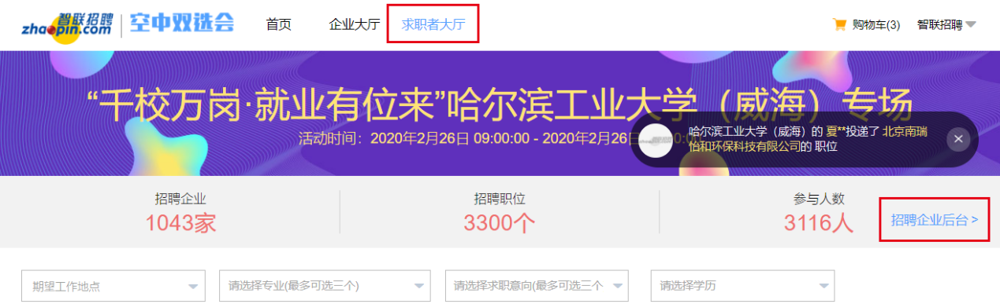 智联招聘
zhaopin.com
空中双选会
首页
企业大厅
求职者大厅
购物车(3)
智联招聘
“千校万岗·就业有位来”哈尔滨工业大学（威海）专场
活动时间：2020年2月26日 09:00:00 - 2020年2月26日
哈尔滨工业大学（威海）的 夏**投递了 北京南瑞
怡和环保科技有限公司的 职位
招聘企业
招聘职位
参与人数
1043家
3300个
3116人
招聘企业后台 >
期望工作地点
请选择专业(最多可选三个)
请选择求职意向(最多可选三个
请选择学历